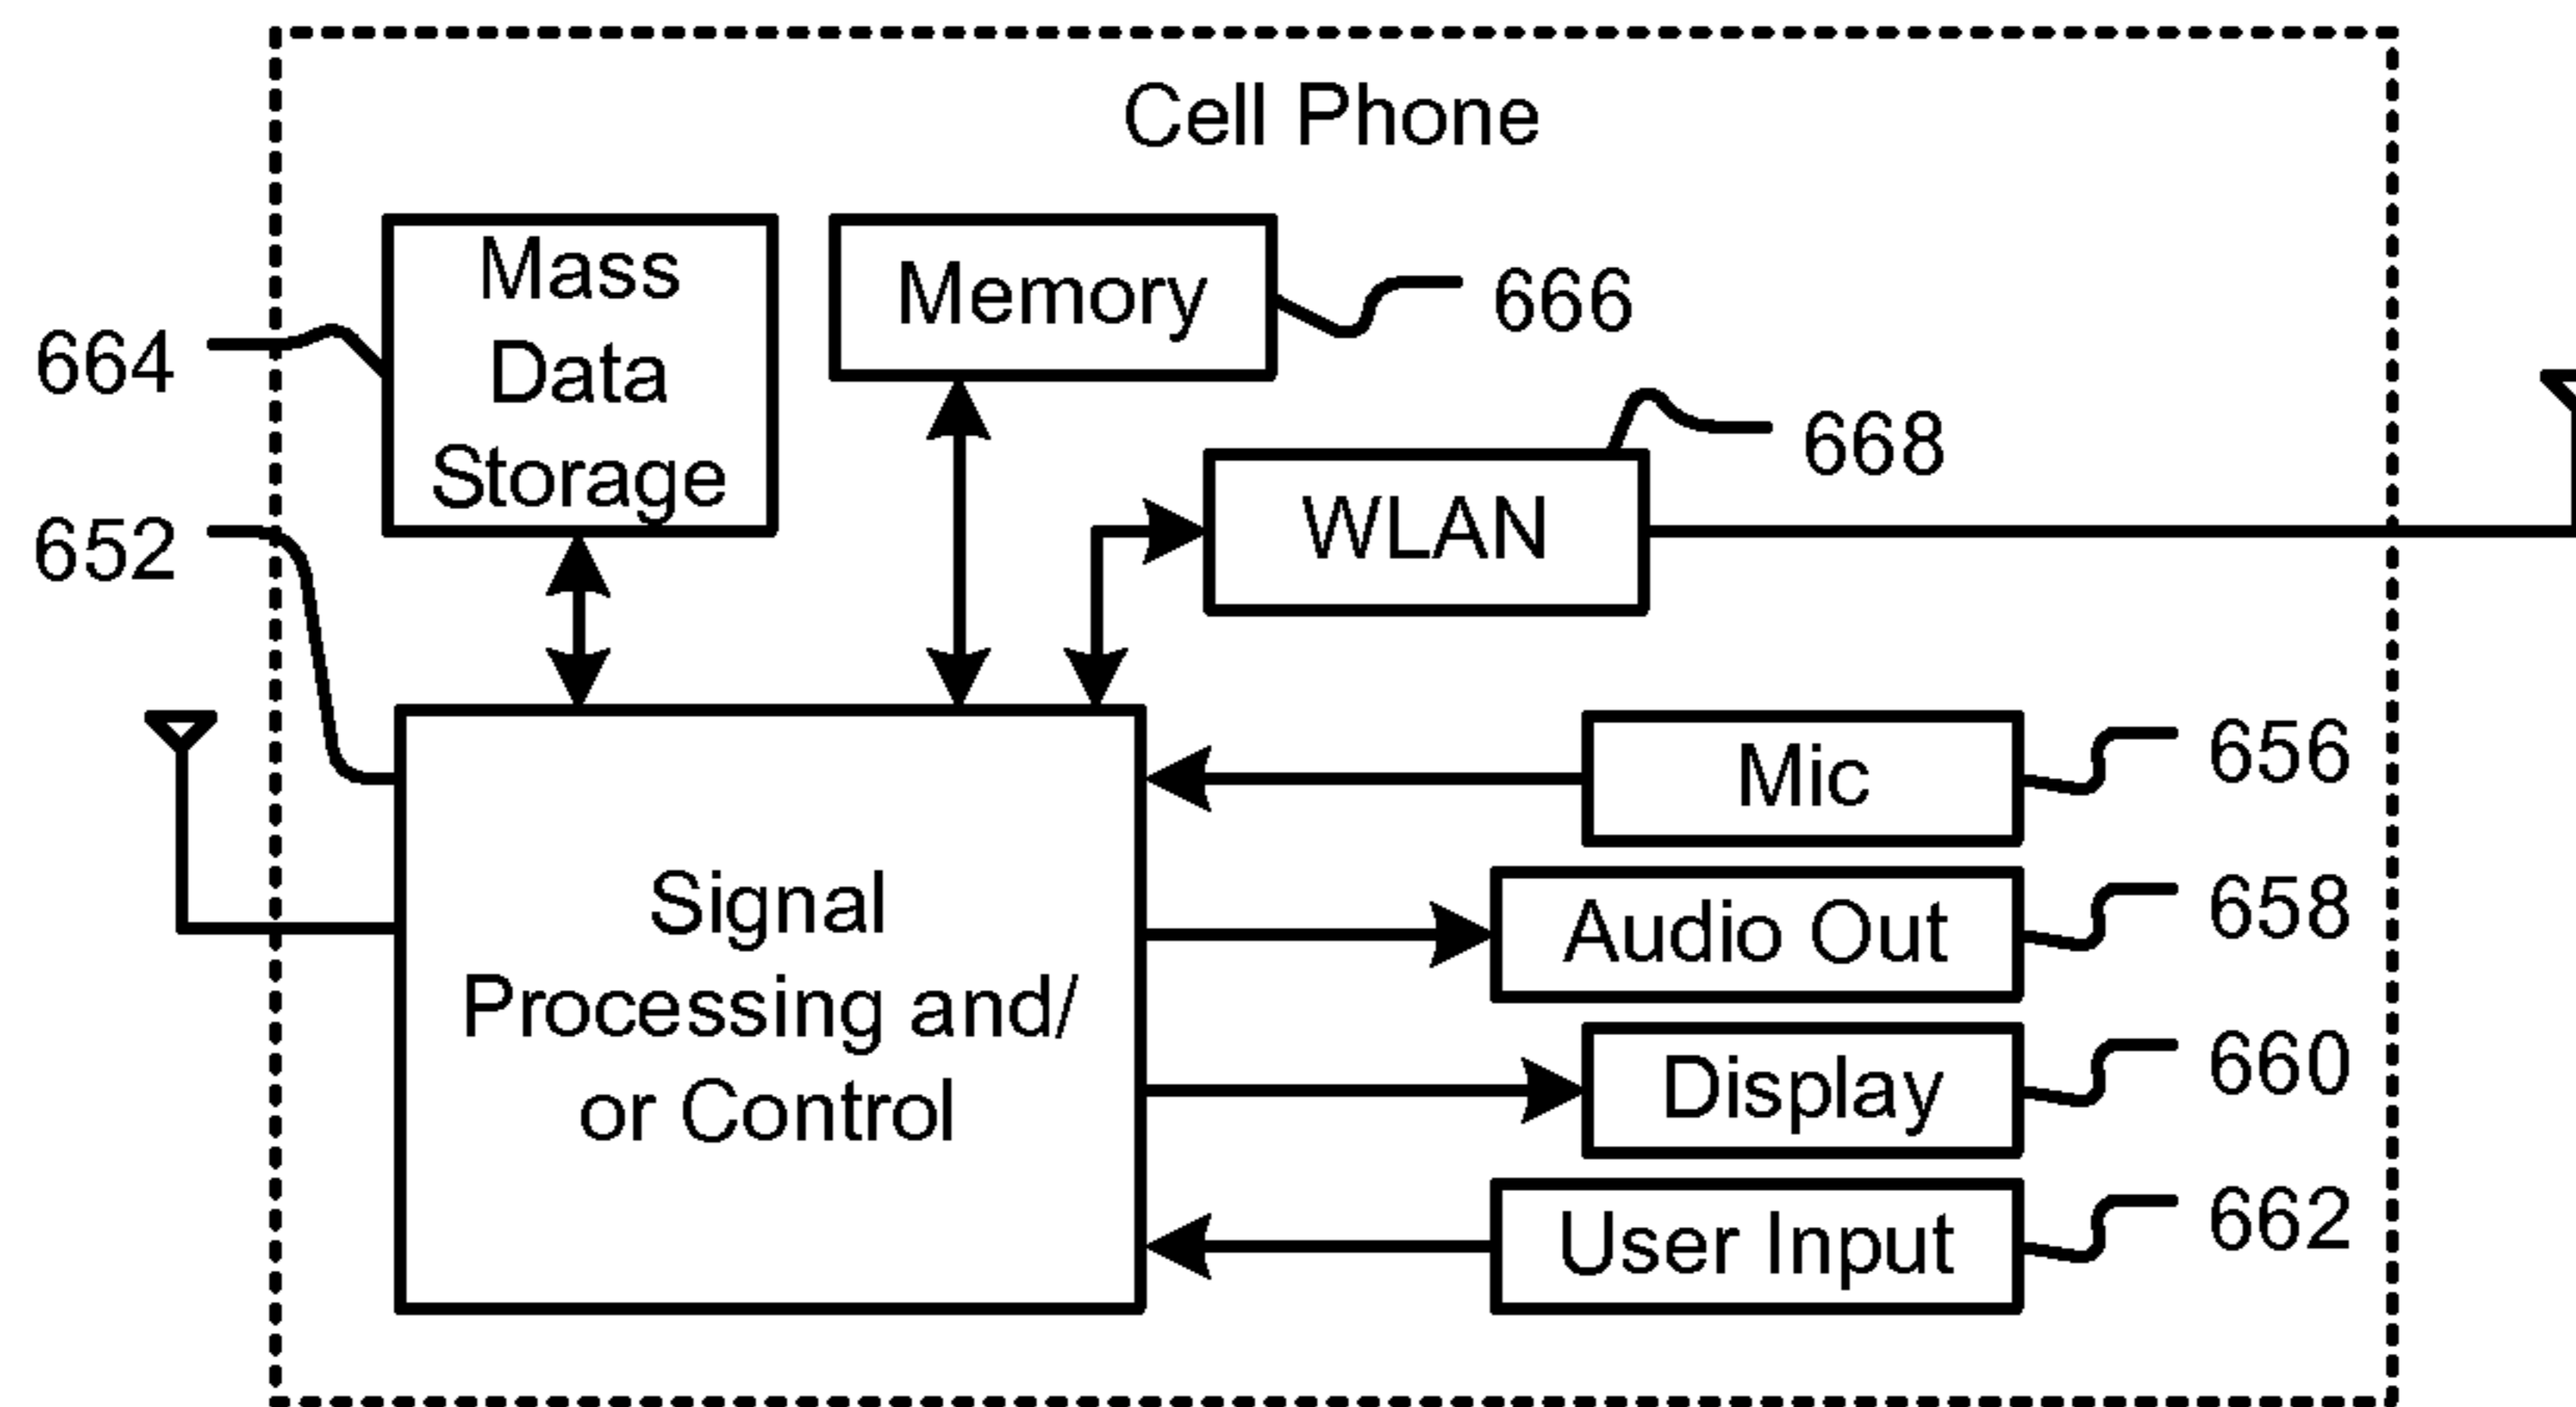 Cell Phone
Mass
Data
Storage
664
Memory
666
WLAN
668
652
Signal
Processing and/
or Control
Mic
656
Audio Out
658
Display
660
User Input
662